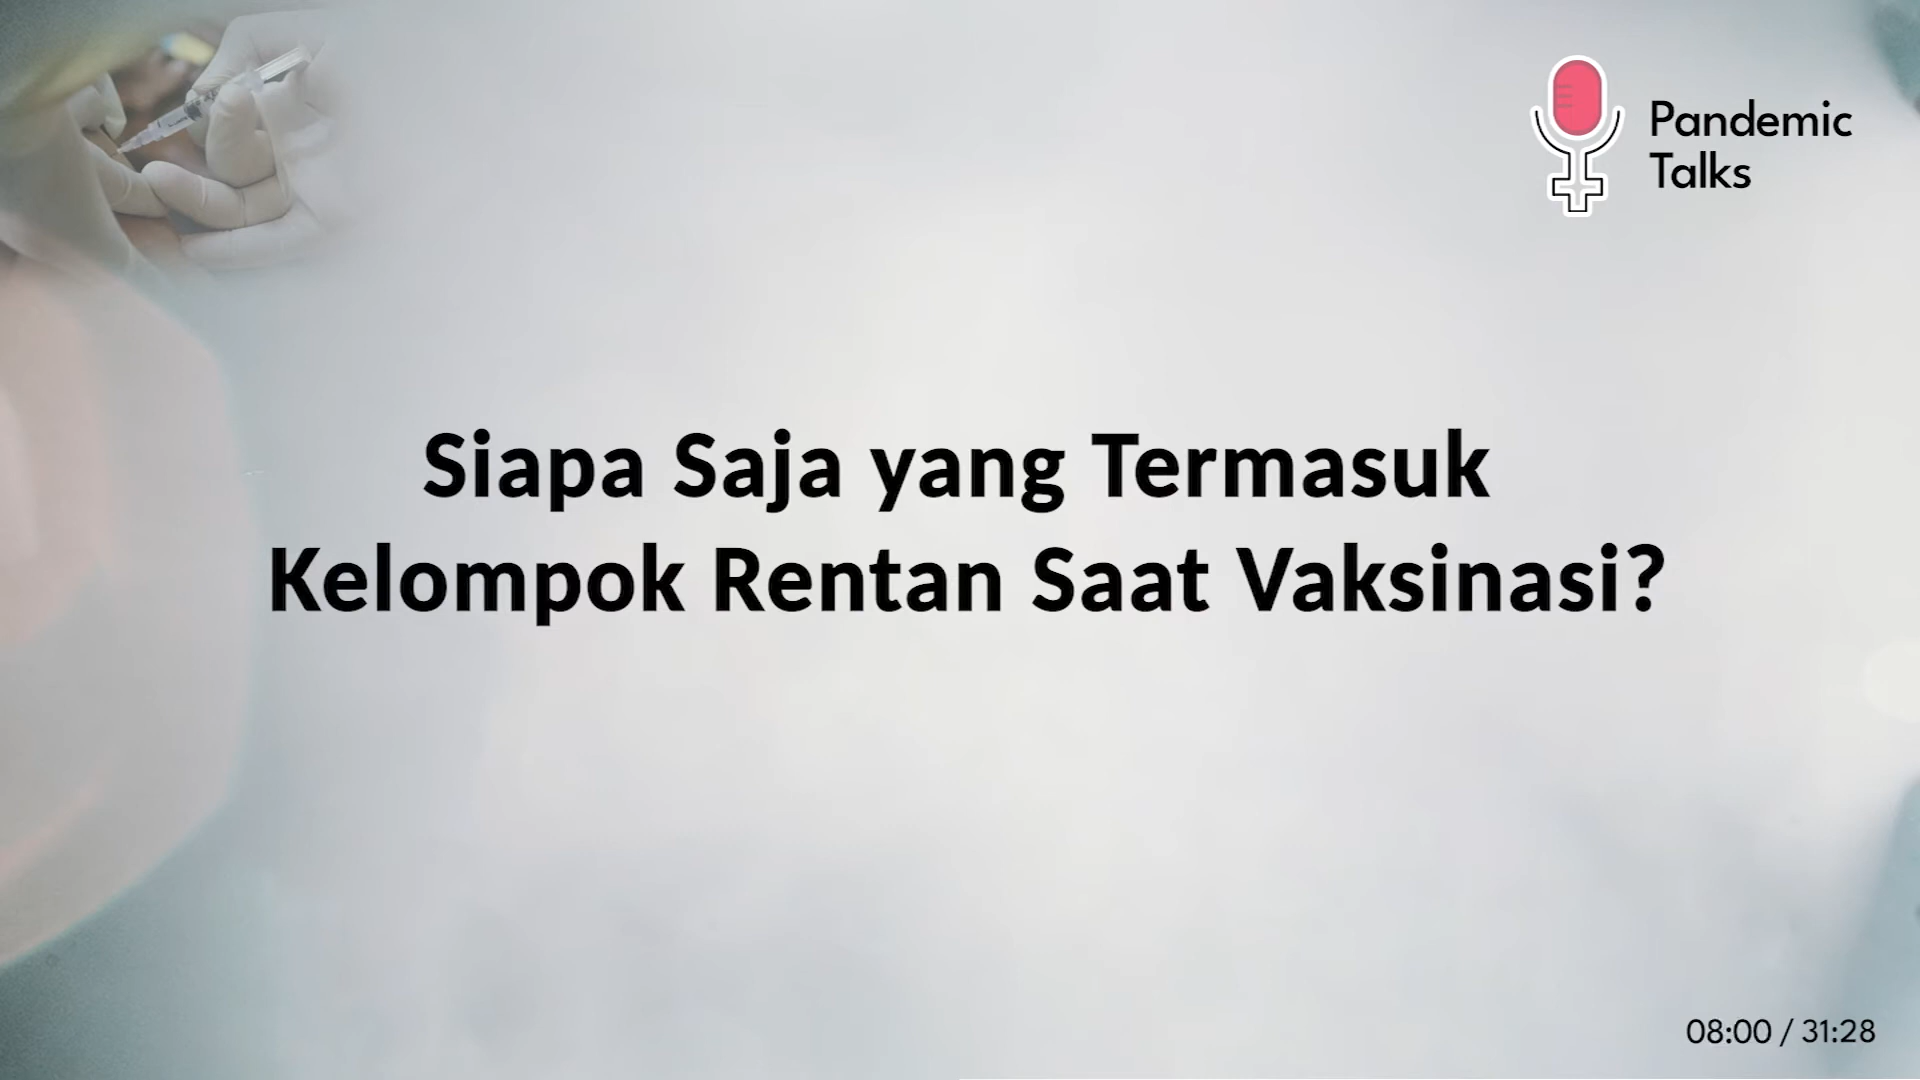 Pandemic
Talks
Siapa Saja yang Termasuk
Kelompok Rentan Saat Vaksinasi?
08:00 / 31:28